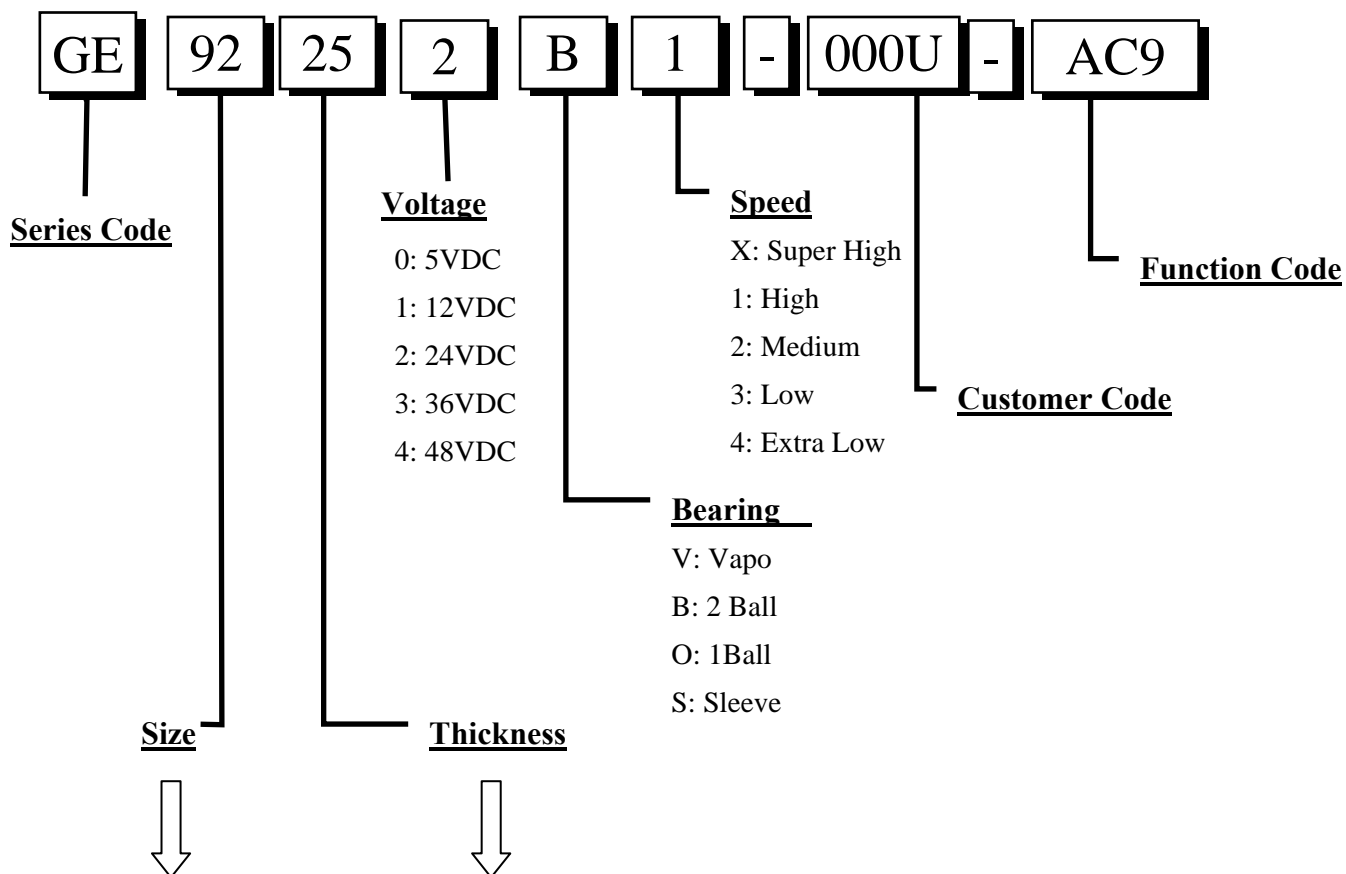 GE 92 25 2 B 1 - 000U - AC9
Series Code
Voltage
0: 5VDC
1: 12VDC
2: 24VDC
3: 36VDC
4: 48VDC
Speed
X: Super High
1: High
2: Medium
3: Low
4: Extra Low
Function Code
Customer Code
Bearing
V: Vapo
B: 2 Ball
O: 1Ball
S: Sleeve
Size
Thickness